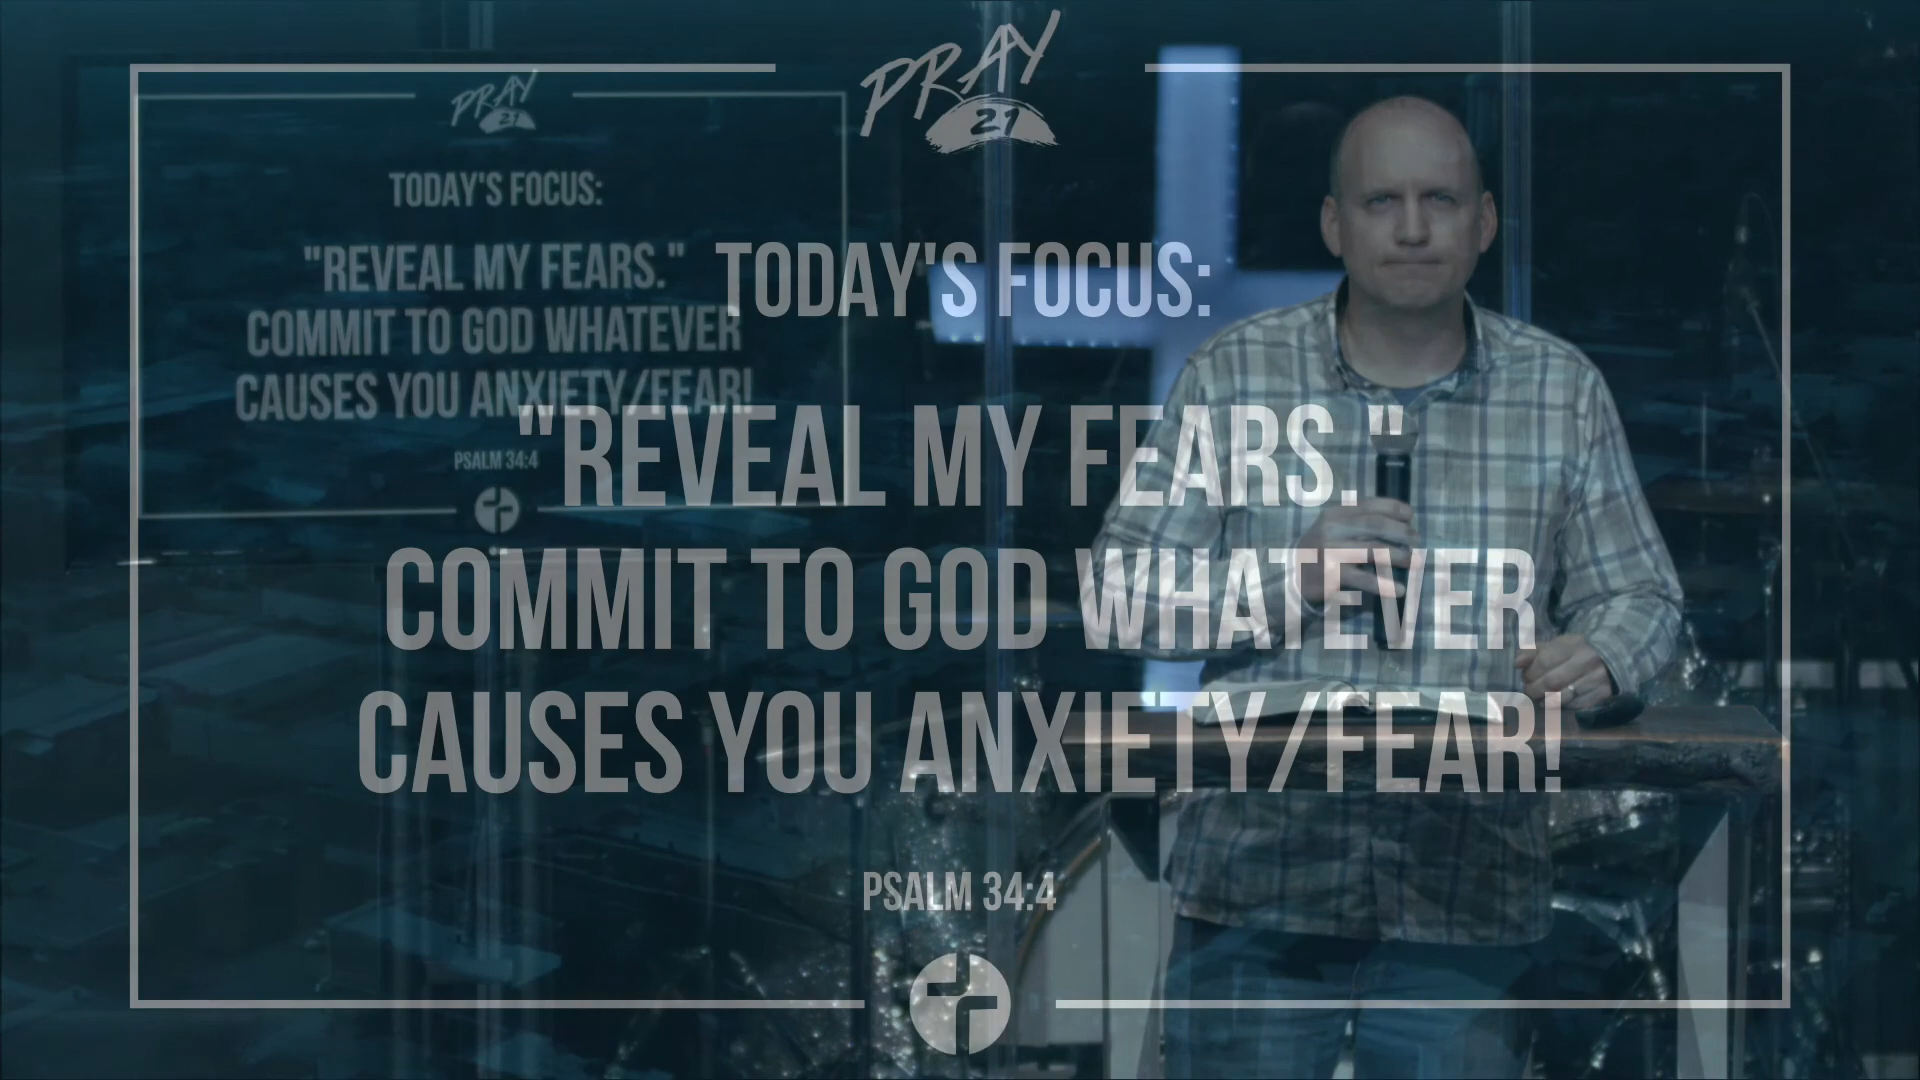 PRAY
21
TODAY'S FOCUS:
"REVEAL MY FEARS."
COMMIT TO GOD WHATEVER
CAUSES YOU ANXIETY/FEAR!
PSALM 34:4
PRAY
21
TODAY'S FOCUS:
"REVEAL MY FEARS."
COMMIT TO GOD WHATEVER
CAUSES YOU ANXIETY/FEAR!
PSALM 34:4